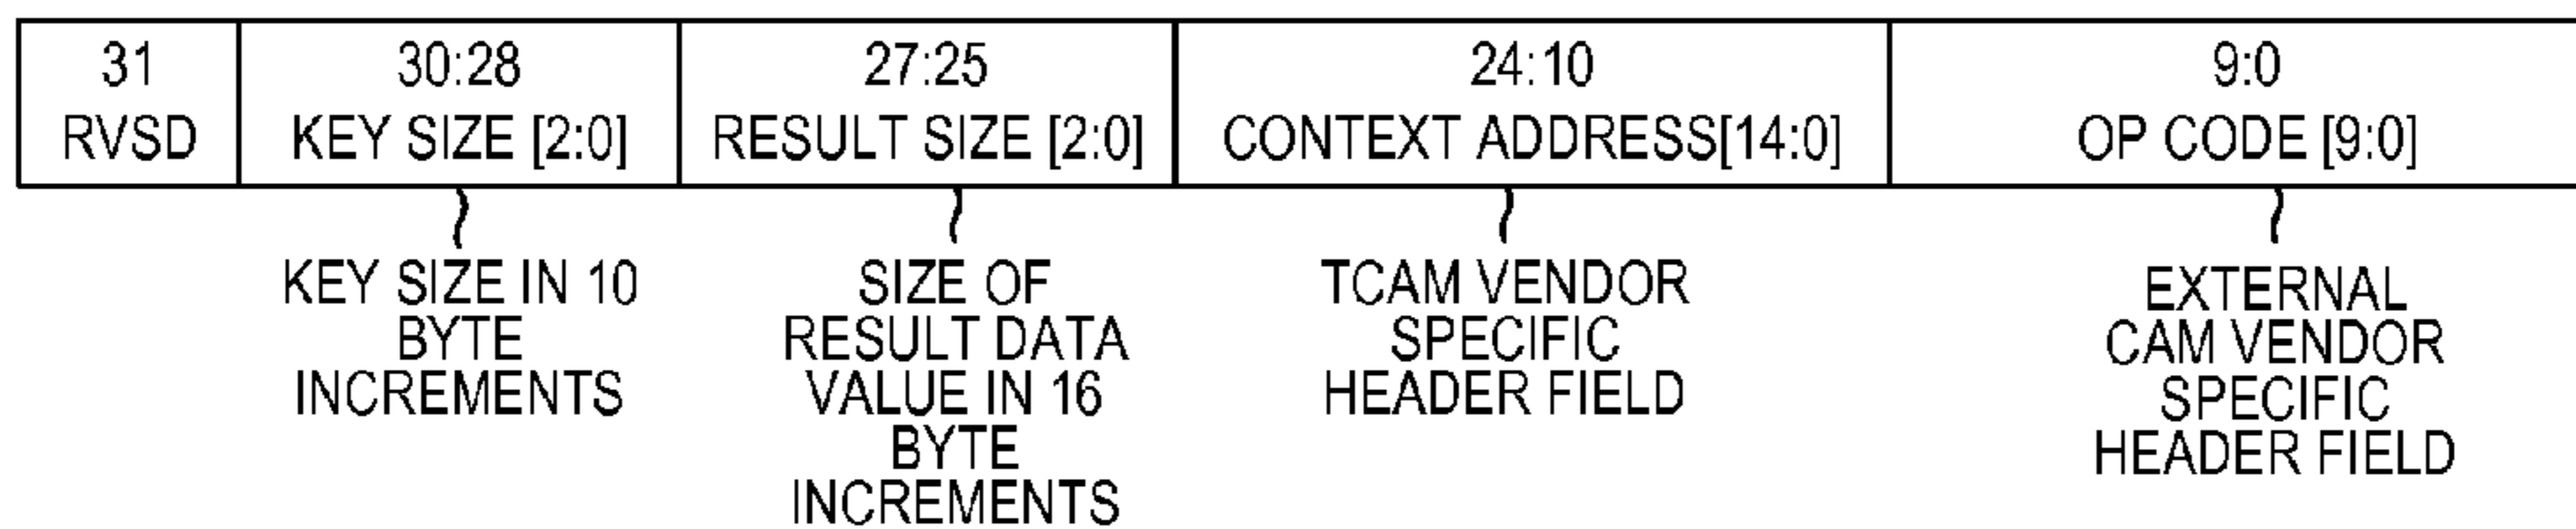 31 30:28 27:25 24:10 9:0
RVSD KEY SIZE [2:0] RESULT SIZE [2:0] CONTEXT ADDRESS[14:0] OP CODE [9:0]
KEY SIZE IN 10
BYTE
INCREMENTS
SIZE OF
RESULT DATA
VALUE IN 16
BYTE
INCREMENTS
TCAM VENDOR
SPECIFIC
HEADER FIELD
EXTERNAL
CAM VENDOR
SPECIFIC
HEADER FIELD